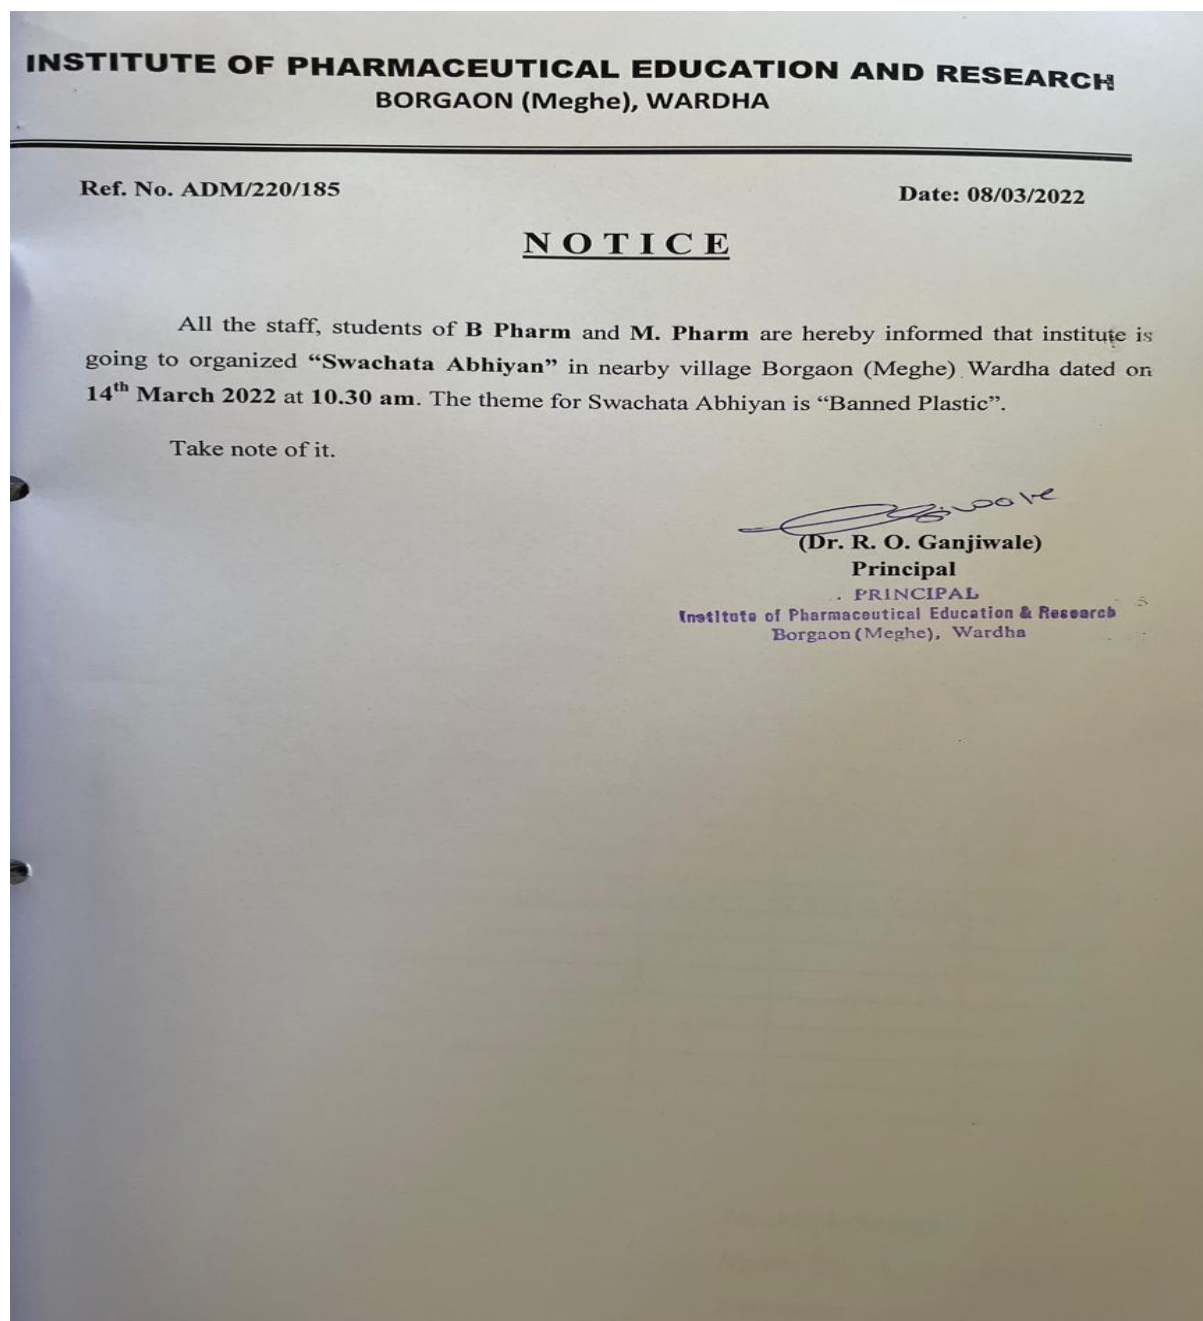 INSTITUTE OF PHARMACEUTICAL EDUCATION AND RESEARCH
BORGAON (Meghe), WARDHA
Ref. No. ADM/220/185
Date: 08/03/2022
NOTICE
All the staff, students of B Pharm and M. Pharm are hereby informed that institute is
going to organized “Swachata Abhiyan” in nearby village Borgaon (Meghe) Wardha dated on
14th March 2022 at 10.30 am. The theme for Swachata Abhiyan is “Banned Plastic”.
Take note of it.
(Dr. R. O. Ganjiwale)
Principal
PRINCIPAL
Institute of Pharmaceutical Education & Research
Borgaon (Meghe), Wardha